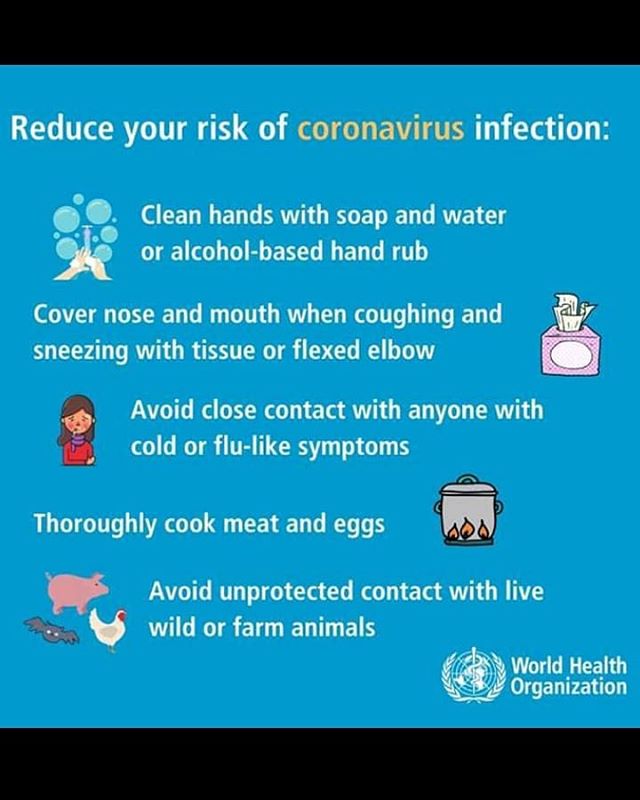 Reduce your risk of coronavirus infection:
Clean hands with soap and water
or alcohol-based hand rub
Cover nose and mouth when coughing and
sneezing with tissue or flexed elbow
Avoid close contact with anyone with
cold or flu-like symptoms
Thoroughly cook meat and eggs
Avoid unprotected contact with live
wild or farm animals
World Health
Organization